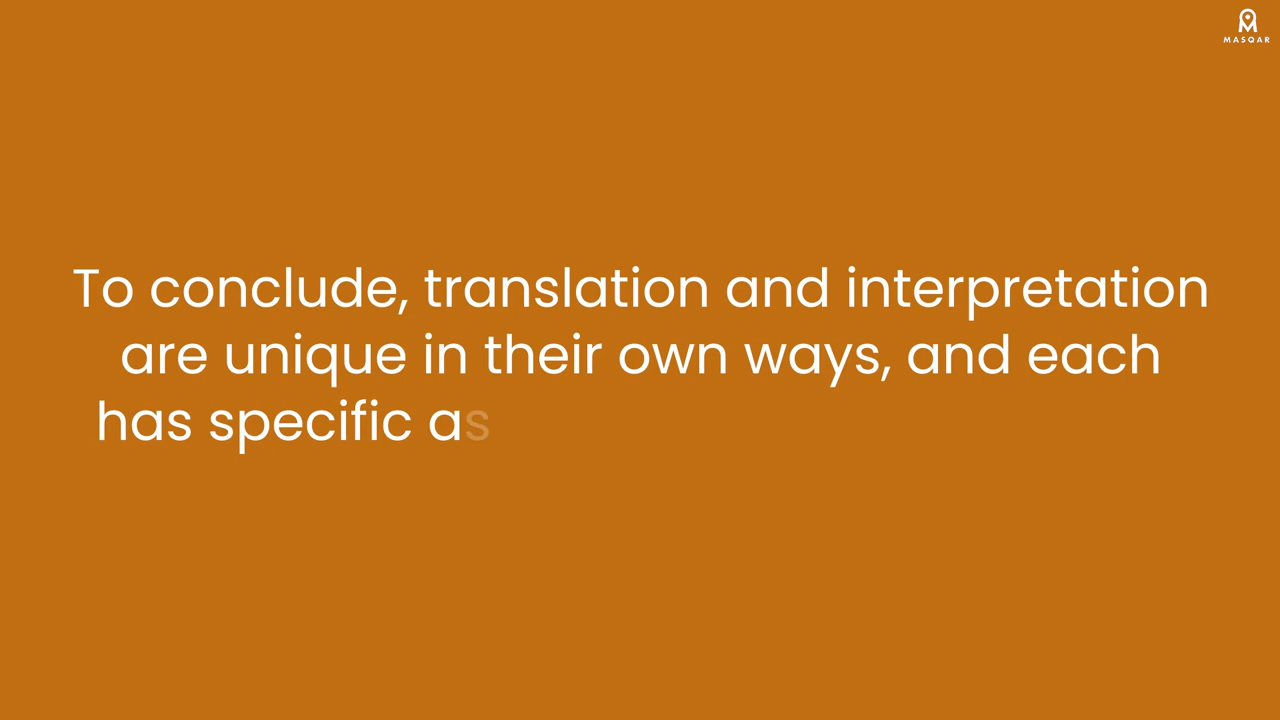 MASQAR
To conclude, translation and interpretation
are unique in their own ways, and each
has specific as